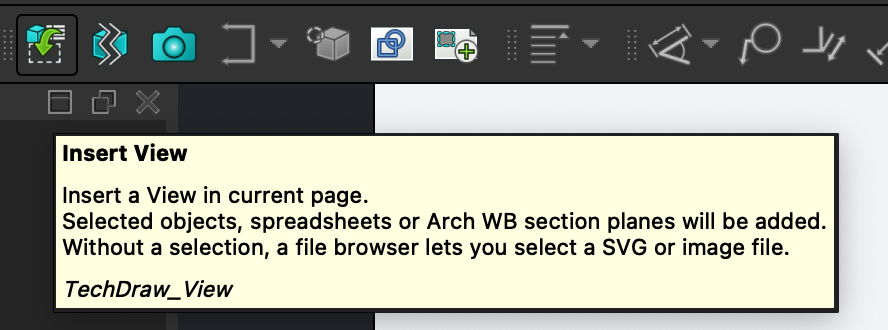 Insert View
Insert a View in current page.
Selected objects, spreadsheets or Arch WB section planes will be added.
Without a selection, a file browser lets you select a SVG or image file.
TechDraw_View